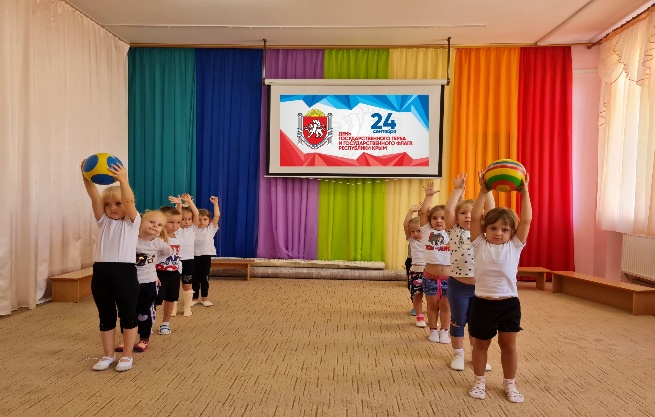 24
сентября
ДЕНЬ
ГОСУДАРСТВЕННОГО ГЕРБА
И ГОСУДАРСТВЕННОГО ФЛАГА
РЕСПУБЛИКИ КРЫМ